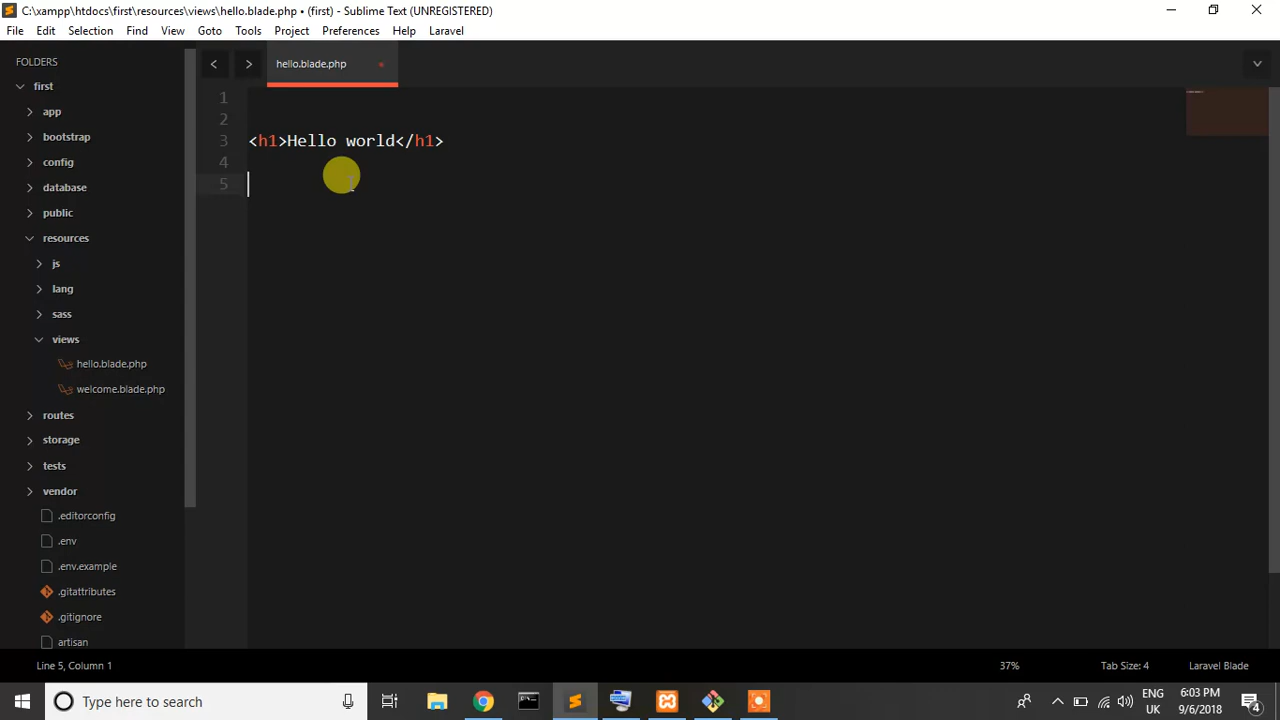 C:\xampp\htdocs\first\resources\views\hello.blade.php • (first) - Sublime Text (UNREGISTERED)
File Edit Selection Find View Goto Tools Project Preferences Help Laravel
FOLDERS
first
app
bootstrap
config
database
public
resources
js
lang
sass
views
hello.blade.php
welcome.blade.php
routes
storage
tests
vendor
.editorconfig
.env
.env.example
.gitattributes
.gitignore
artisan
hello.blade.php
1
2
3 <h1>Hello world</h1>
4
5
Line 5, Column 1 37% Tab Size: 4 Laravel Blade
Type here to search
ENG
UK
6:03 PM
9/6/2018
4